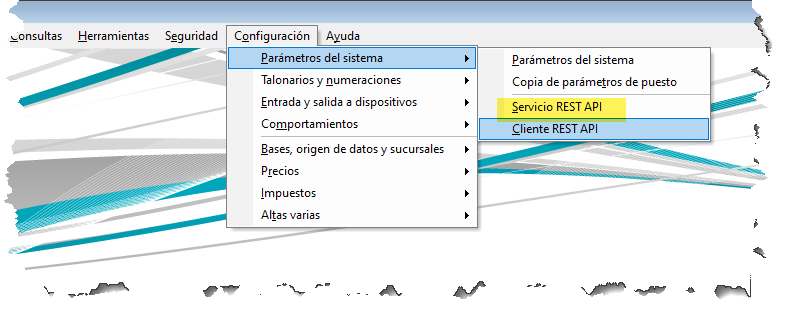 Consultas Herramientas Seguridad Configuración Ayuda
Parámetros del sistema
Talonarios y numeraciones
Entrada y salida a dispositivos
Comportamientos
Bases, origen de datos y sucursales
Precios
Impuestos
Altas varias
Parámetros del sistema
Copia de parámetros de puesto
Servicio REST API
Cliente REST API